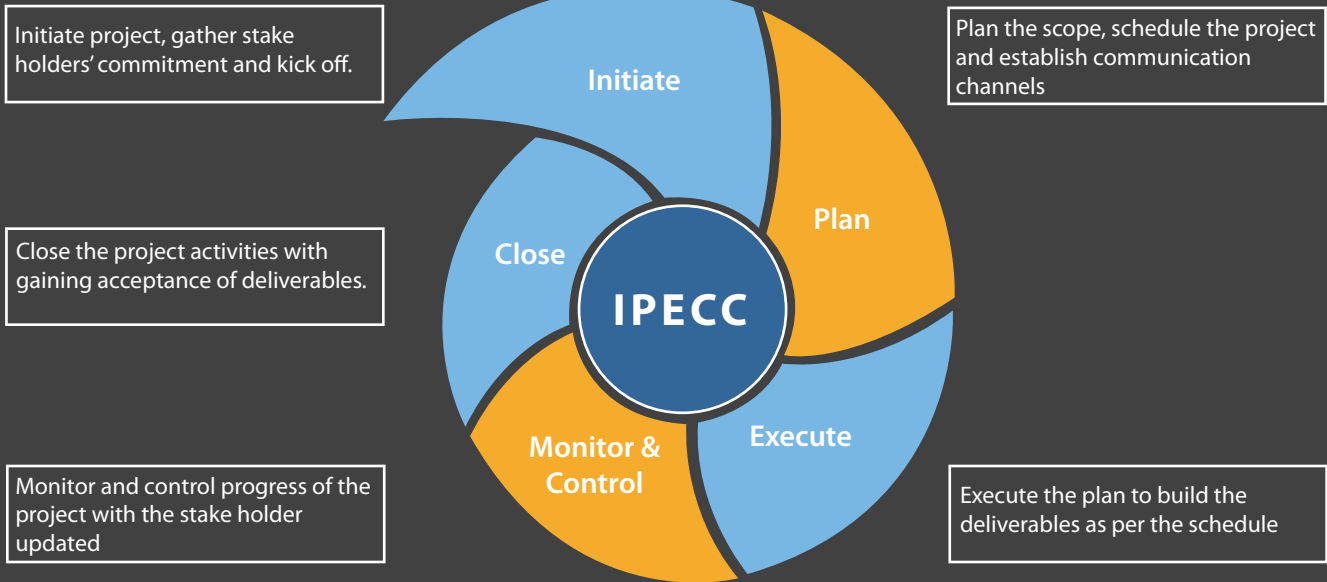 Initiate project, gather stake
holders’ commitment and kick off.
Plan the scope, schedule the project
and establish communication
channels
Initiate
Plan
Close
IPECC
Close the project activities with
gaining acceptance of deliverables.
Execute
Monitor &
Control
Monitor and control progress of the
project with the stake holder
updated
Execute the plan to build the
deliverables as per the schedule